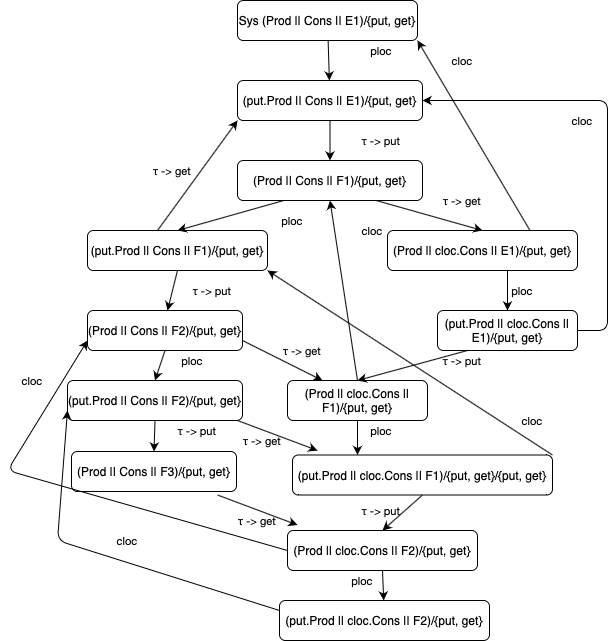 Sys (Prod || Cons || E1)/{put, get}
ploc
cloc
(put.Prod || Cons || E1)/{put, get}
cloc
τ -> put
τ -> get
(Prod || Cons || F1)/{put, get}
τ -> get
ploc
cloc
(put.Prod || Cons || F1)/{put, get}
(Prod || cloc.Cons || E1)/{put, get}
τ -> put
ploc
(Prod || Cons || F2)/{put, get}
(put.Prod || cloc.Cons ||
E1)/{put, get}
τ -> get
ploc
τ -> put
cloc
(put.Prod || Cons || F2)/{put, get}
(Prod || cloc.Cons ||
F1)/{put, get}
cloc
τ -> put
τ -> get
ploc
(Prod || Cons || F3)/{put, get}
(put.Prod || cloc.Cons || F1)/{put, get}/{put, get}
τ -> get
τ -> put
cloc
(Prod || cloc.Cons || F2)/{put, get}
ploc
(put.Prod || cloc.Cons || F2)/{put, get}